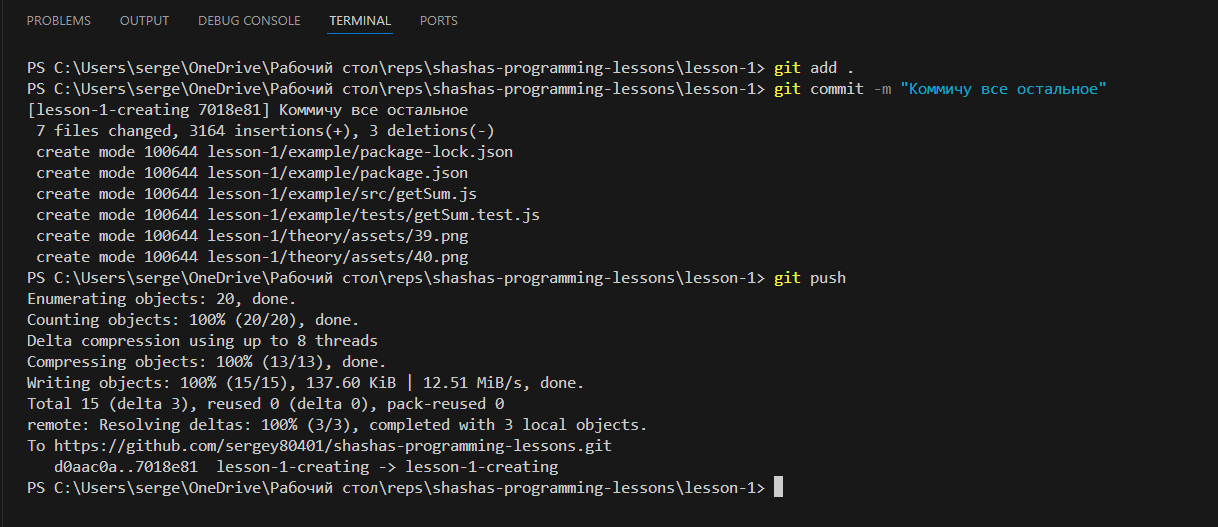 PROBLEMS OUTPUT DEBUG CONSOLE TERMINAL PORTS
PS C:\Users\serge\OneDrive\Рабочий стол\reps\shashas-programming-lessons\lesson-1> git add .
PS C:\Users\serge\OneDrive\Рабочий стол\reps\shashas-programming-lessons\lesson-1> git commit -m "Коммичу все остальное"
[lesson-1-creating 7018e81] Коммичу все остальное
 7 files changed, 3164 insertions(+), 3 deletions(-)
 create mode 100644 lesson-1/example/package-lock.json
 create mode 100644 lesson-1/example/package.json
 create mode 100644 lesson-1/example/src/getSum.js
 create mode 100644 lesson-1/example/tests/getSum.test.js
 create mode 100644 lesson-1/theory/assets/39.png
 create mode 100644 lesson-1/theory/assets/40.png
PS C:\Users\serge\OneDrive\Рабочий стол\reps\shashas-programming-lessons\lesson-1> git push
Enumerating objects: 20, done.
Counting objects: 100% (20/20), done.
Delta compression using up to 8 threads
Compressing objects: 100% (13/13), done.
Writing objects: 100% (15/15), 137.60 KiB | 12.51 MiB/s, done.
Total 15 (delta 3), reused 0 (delta 0), pack-reused 0
remote: Resolving deltas: 100% (3/3), completed with 3 local objects.
To https://github.com/sergey80401/shashas-programming-lessons.git
   d0aac0a..7018e81  lesson-1-creating -> lesson-1-creating
PS C:\Users\serge\OneDrive\Рабочий стол\reps\shashas-programming-lessons\lesson-1>